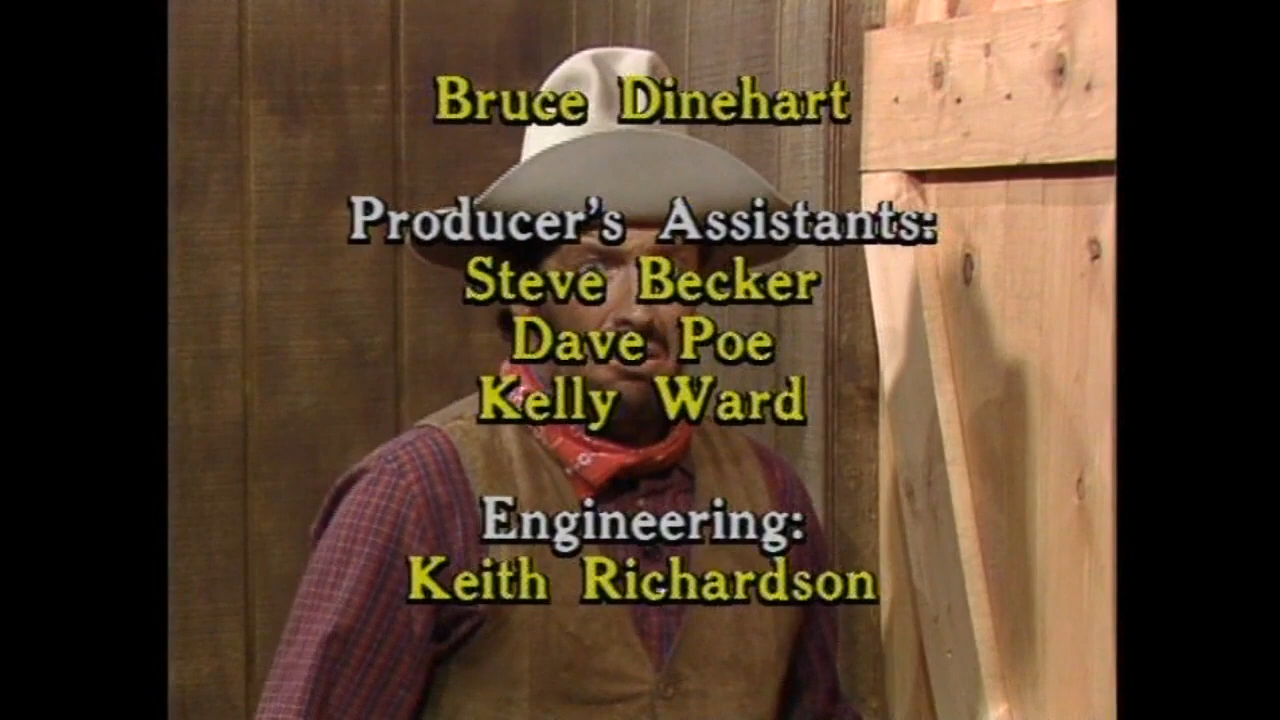 Bruce Dinehart
Producer's Assistants:
Steve Becker
Dave Poe
Kelly Ward
Engineering:
Keith Richardson